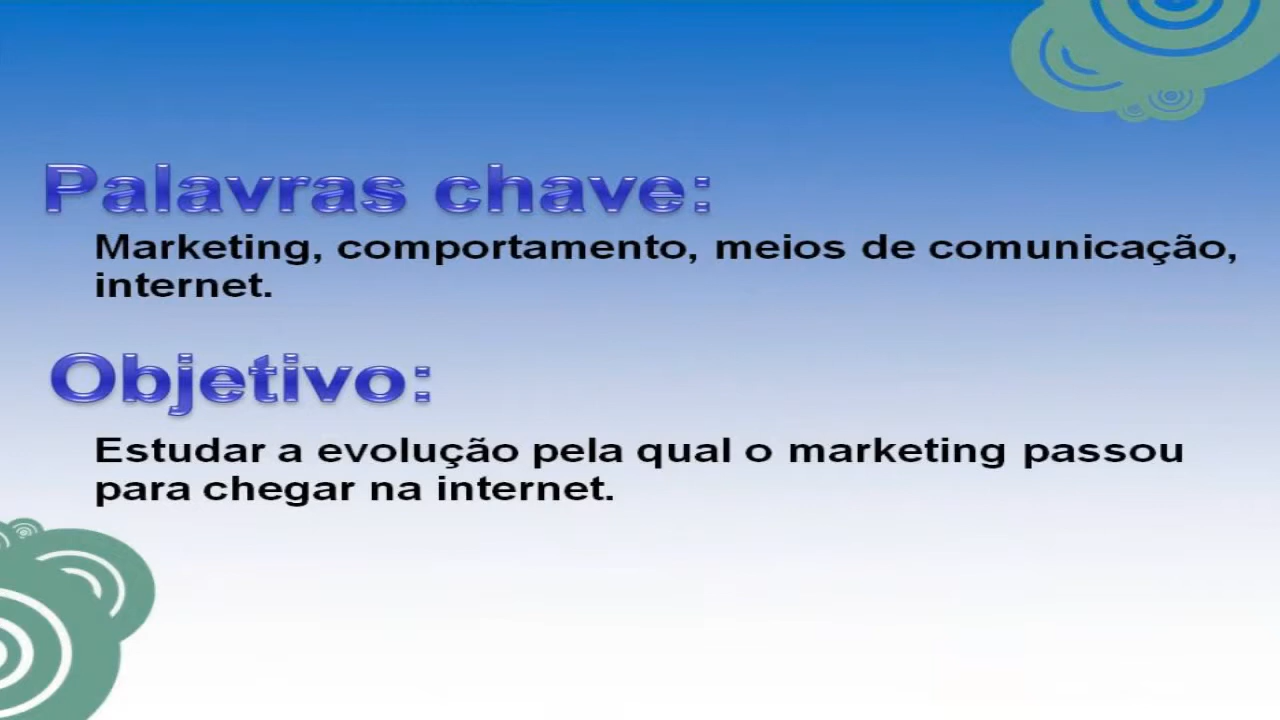 Palavras chave:
Marketing, comportamento, meios de comunicação,
internet.
Objetivo:
Estudar a evolução pela qual o marketing passou
para chegar na internet.